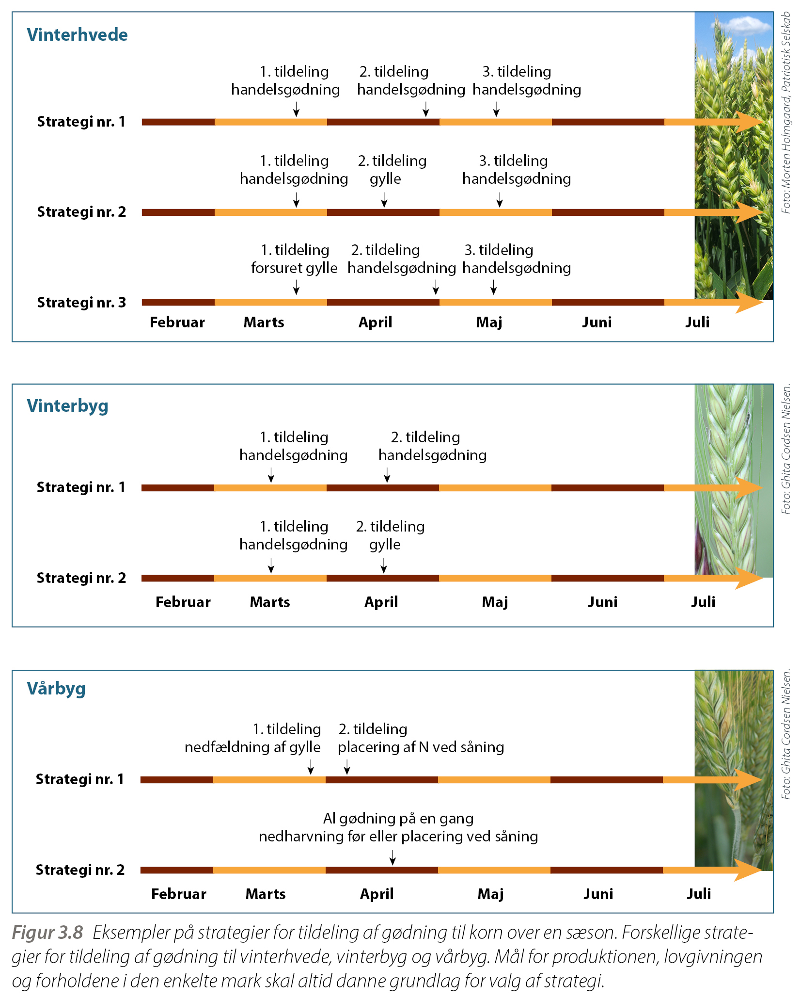 Vinterhvede
1. tildeling
handelsgødning
2. tildeling
handelsgødning
3. tildeling
handelsgødning
Strategi nr. 1
1. tildeling
handelsgødning
2. tildeling
gylle
3. tildeling
handelsgødning
Strategi nr. 2
1. tildeling
forsuret gylle
2. tildeling
handelsgødning
3. tildeling
handelsgødning
Strategi nr. 3
Februar Marts April Maj Juni Juli
Foto: Morten Holmgaard, Patriotisk Selskab
Vinterbyg
1. tildeling
handelsgødning
2. tildeling
handelsgødning
Strategi nr. 1
1. tildeling
handelsgødning
2. tildeling
gylle
Strategi nr. 2
Februar Marts April Maj Juni Juli
Foto: Ghita Cordsen Nielsen.
Vårbyg
1. tildeling
nedfældning af gylle
2. tildeling
placering af N ved såning
Strategi nr. 1
Al gødning på en gang
nedharvning før eller placering ved såning
Strategi nr. 2
Februar Marts April Maj Juni Juli
Foto: Ghita Cordsen Nielsen.
Figur 3.8 Eksempler på strategier for tildeling af gødning til korn over en sæson. Forskellige strate-
gier for tildeling af gødning til vinterhvede, vinterbyg og vårbyg. Mål for produktionen, lovgivningen
og forholdene i den enkelte mark skal altid danne grundlag for valg af strategi.